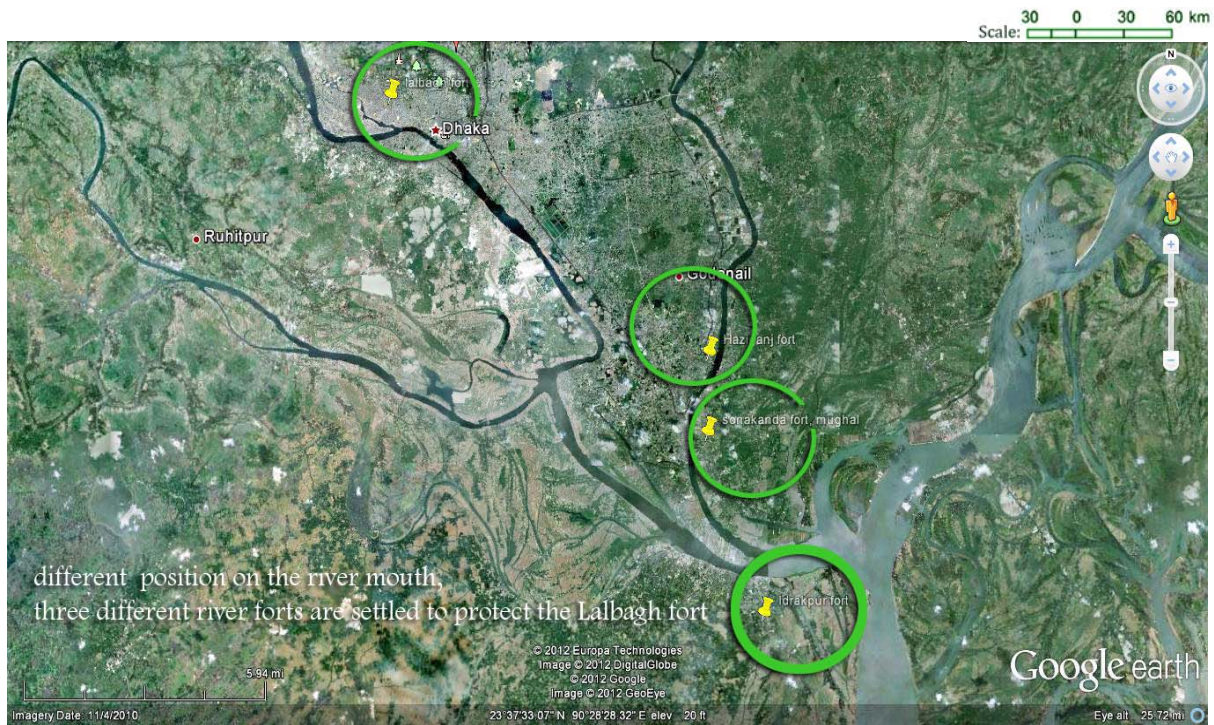 30 0 30 60 km
Scale:
N
lalbagh fort
Dhaka
Ruhitpur
Godenail
Haziganj fort
sonakanda fort, mughal
Idrakpur fort
different position on the river mouth,
three different river forts are settled to protect the Lalbagh fort
© 2012 Europa Technologies
Image © 2012 DigitalGlobe
© 2012 Google
Image © 2012 GeoEye
5.94 mi
Google earth
Imagery Date: 11/4/2010
23°37'33.07" N 90°28'28.32" E elev 20 ft
Eye alt 25.72 mi